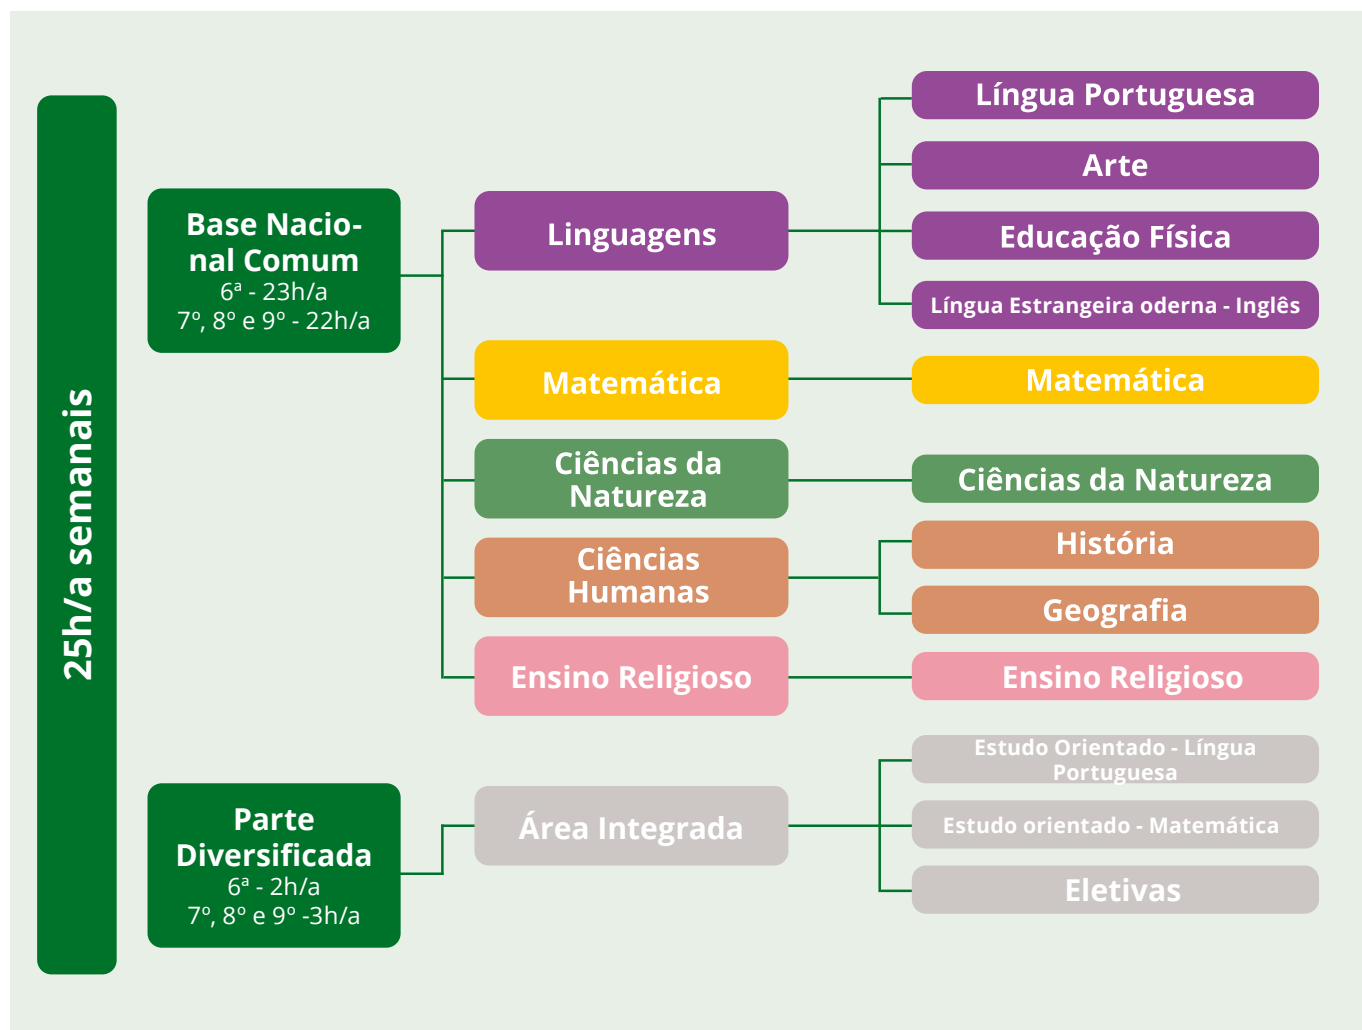 25h/a semanais
Base Nacio-
nal Comum
6ª - 23h/a
7º, 8º e 9º - 22h/a
Linguagens
Língua Portuguesa
Arte
Educação Física
Língua Estrangeira oderna - Inglês
Matemática
Matemática
Ciências da
Natureza
Ciências da Natureza
Ciências
Humanas
História
Geografia
Ensino Religioso
Ensino Religioso
Parte
Diversificada
6ª - 2h/a
7º, 8º e 9º -3h/a
Área Integrada
Estudo Orientado - Língua
Portuguesa
Estudo orientado - Matemática
Eletivas